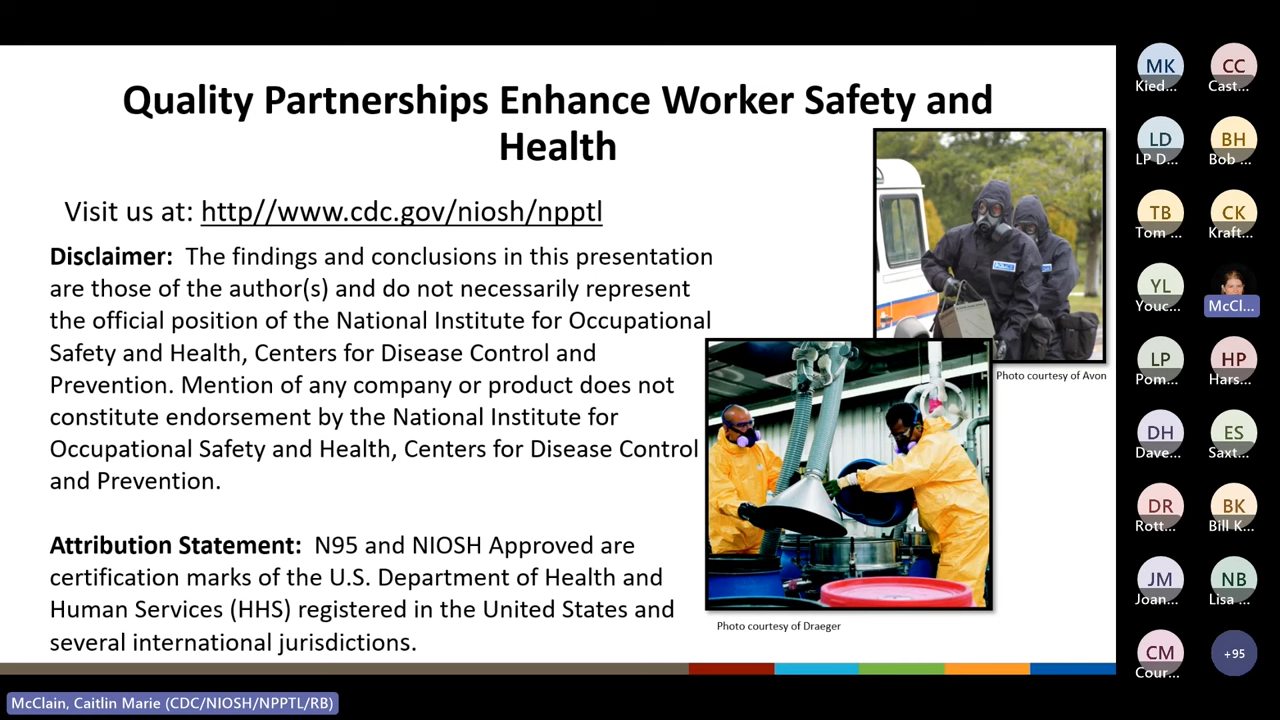 Quality Partnerships Enhance Worker Safety and
Health
Visit us at: http//www.cdc.gov/niosh/npptl
Disclaimer: The findings and conclusions in this presentation
are those of the author(s) and do not necessarily represent
the official position of the National Institute for Occupational
Safety and Health, Centers for Disease Control and
Prevention. Mention of any company or product does not
constitute endorsement by the National Institute for
Occupational Safety and Health, Centers for Disease Control
and Prevention.
Attribution Statement: N95 and NIOSH Approved are
certification marks of the U.S. Department of Health and
Human Services (HHS) registered in the United States and
several international jurisdictions.
Photo courtesy of Avon
Photo courtesy of Draeger
MK
Kied...
CC
Cast...
LD
LP D...
BH
Bob ...
TB
Tom ...
CK
Kraft...
YL
Youc...
McCl...
LP
Pom...
HP
Hars...
DH
Dave...
ES
Saxt...
DR
Rott...
BK
Bill K...
JM
Joan...
NB
Lisa ...
CM
Cour...
+95
McClain, Caitlin Marie (CDC/NIOSH/NPPTL/RB)